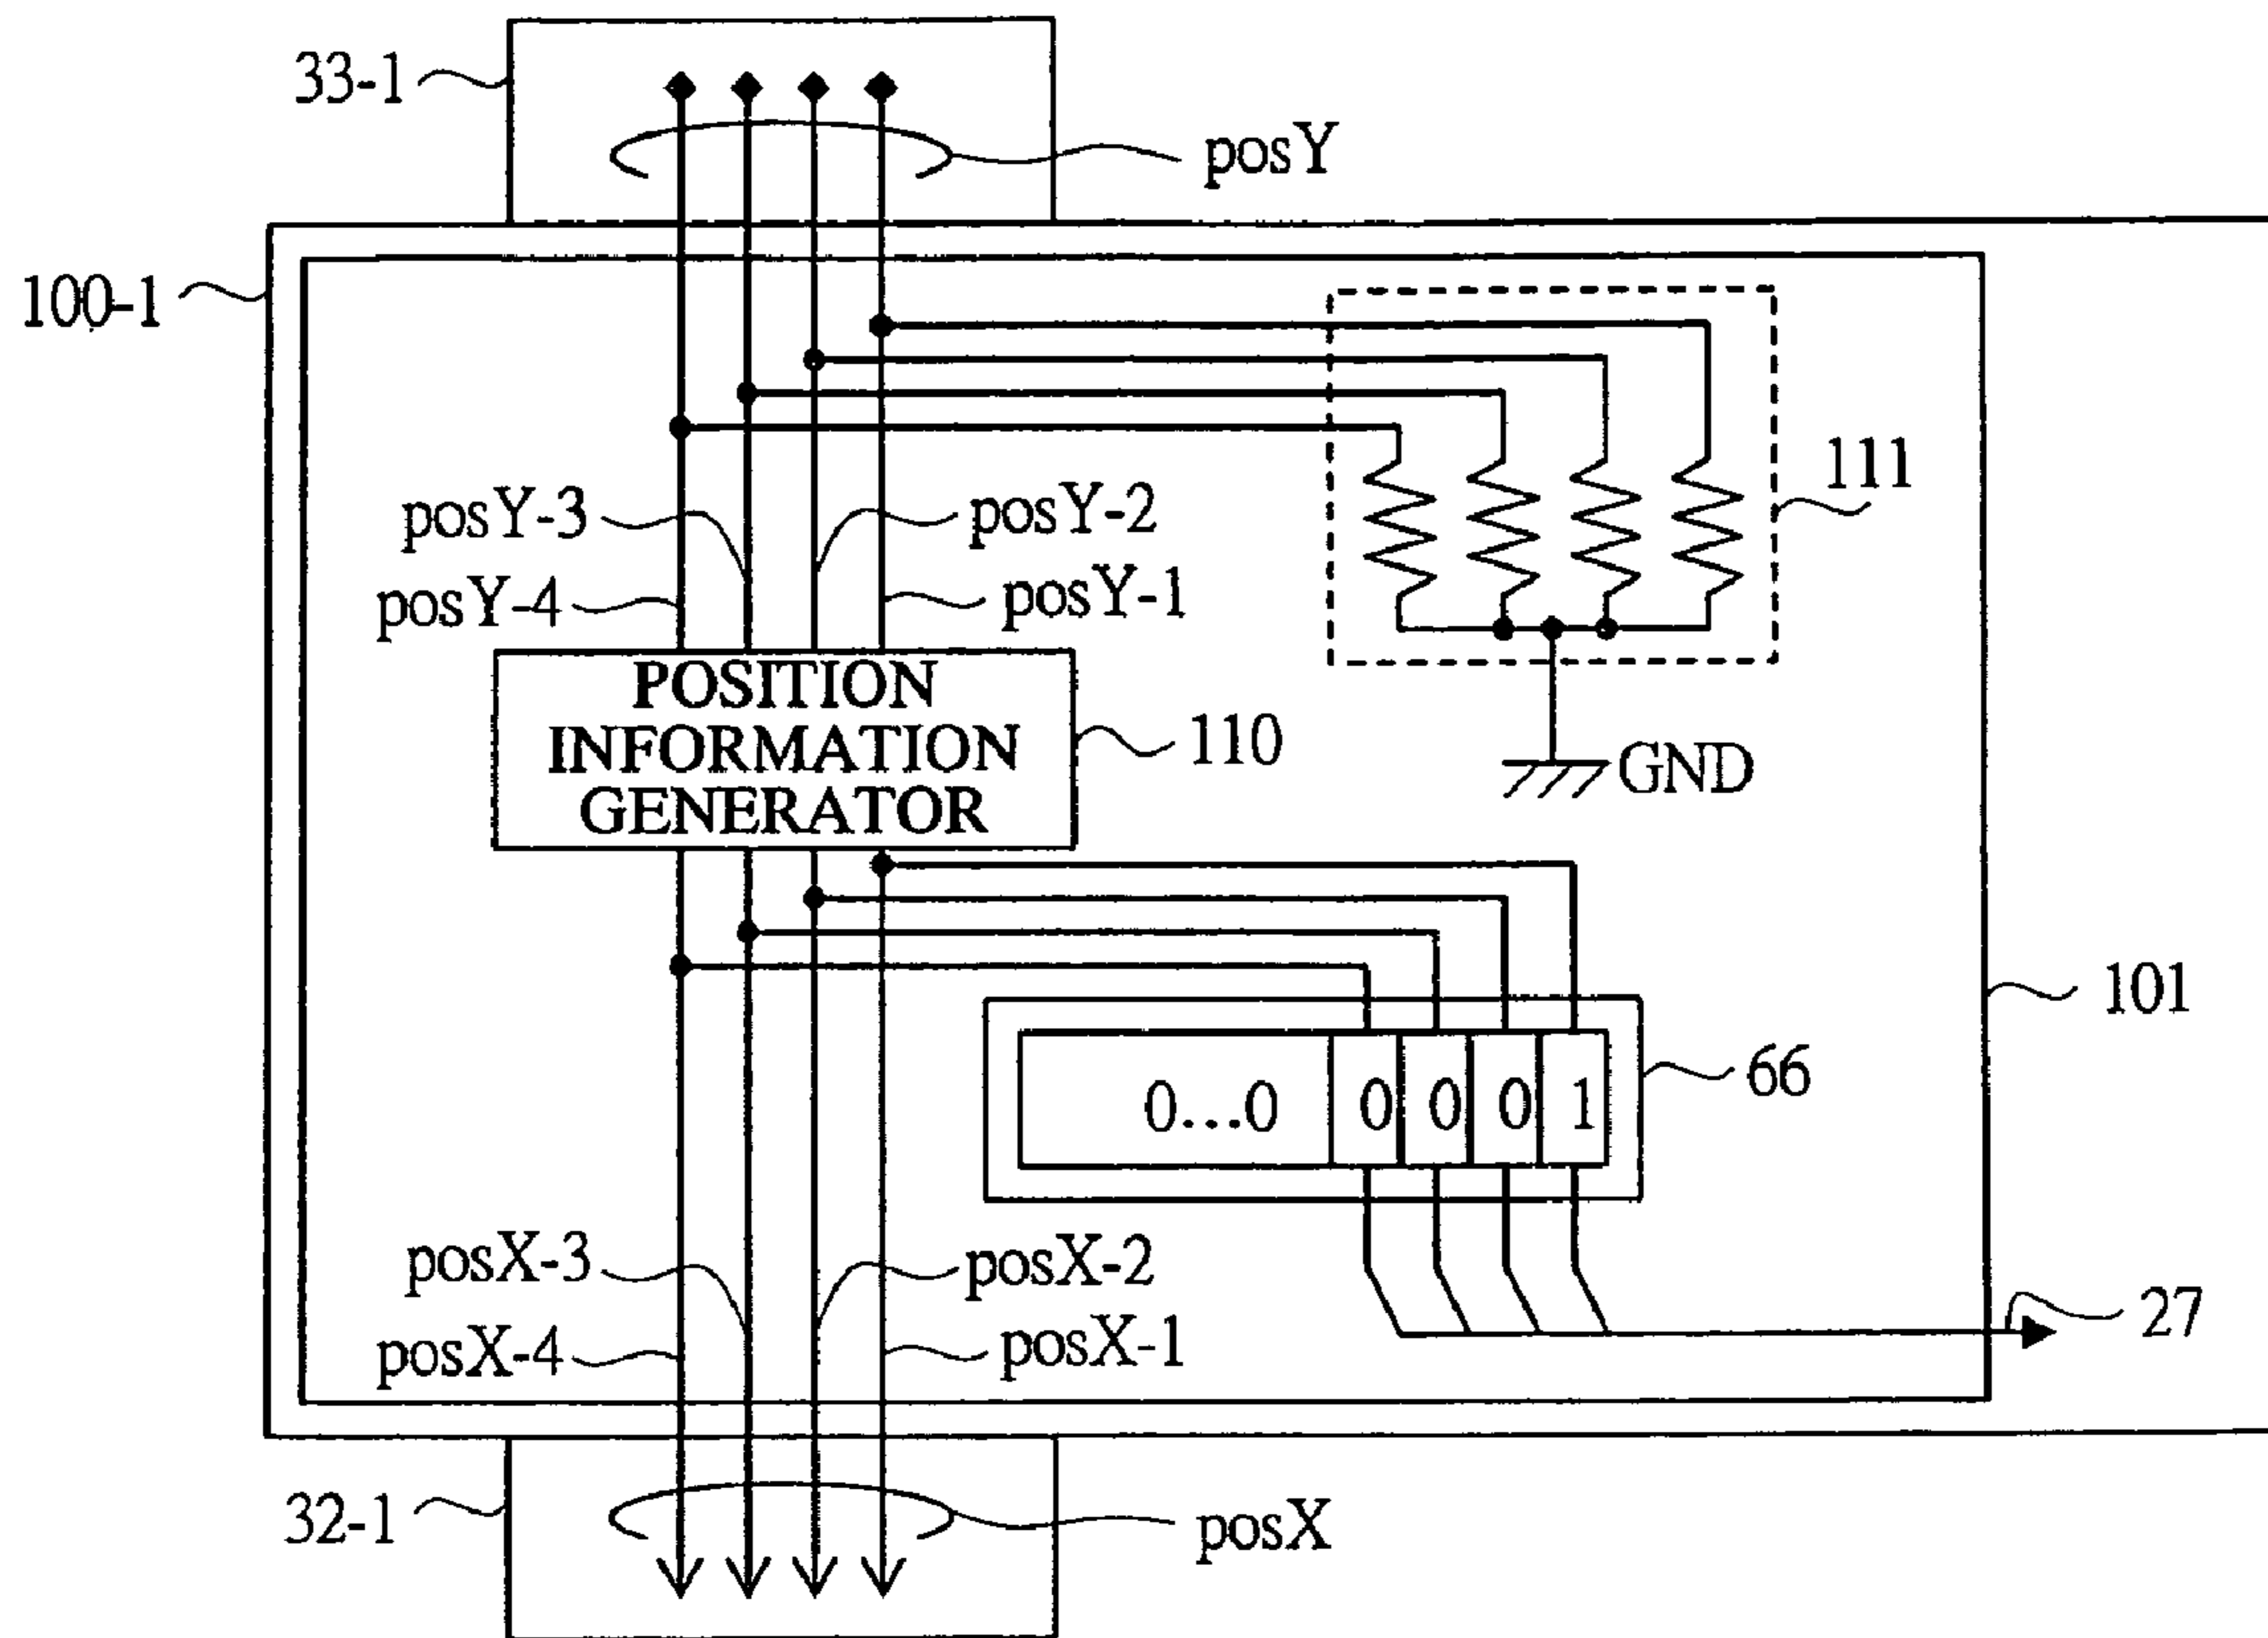 33-1
posY
100-1
111
posY-3
posY-2
posY-4
posY-1
POSITION
INFORMATION
GENERATOR
110
GND
101
66
0...0 0 0 0 1
posX-3
posX-2
27
posX-4
posX-1
32-1
posX